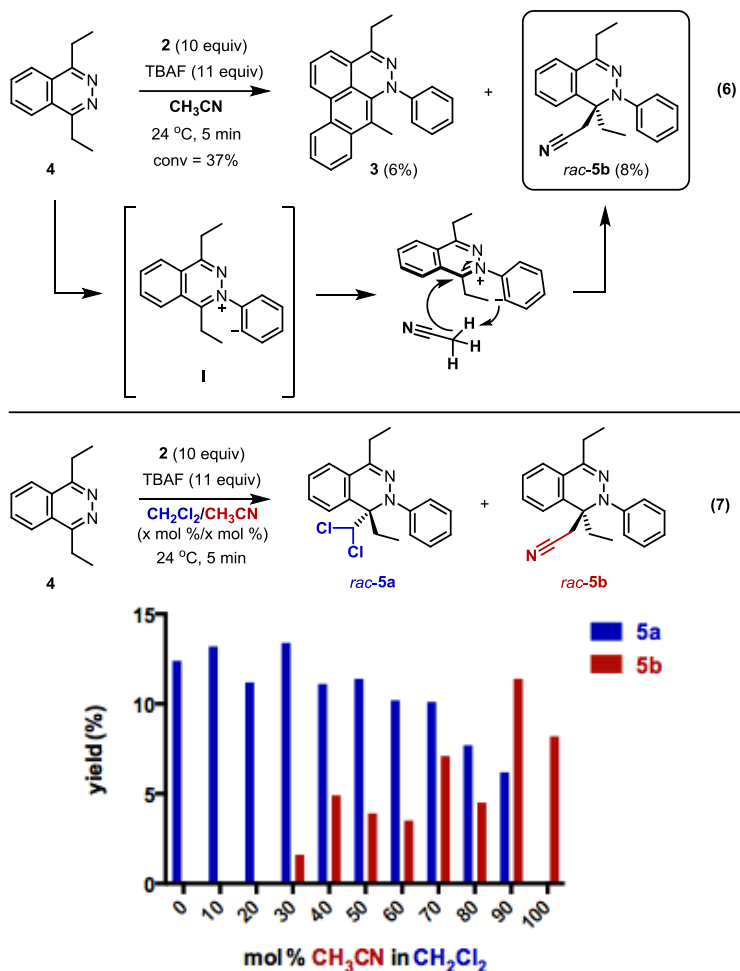 2 (10 equiv)
TBAF (11 equiv)
CH3CN
24 °C, 5 min
conv = 37%
4
N
N
N
N
3 (6%)
+
N
N
N
rac-5b (8%)
(6)
N
N
+
-
I
N
N
+
-
N
H
H
H
4
N
N
2 (10 equiv)
TBAF (11 equiv)
CH2Cl2/CH3CN
(x mol %/x mol %)
24 °C, 5 min
N
N
Cl
Cl
rac-5a
+
N
N
N
rac-5b
(7)
15
10
5
0
yield (%)
5a
5b
0 10 20 30 40 50 60 70 80 90 100
mol % CH3CN in CH2Cl2